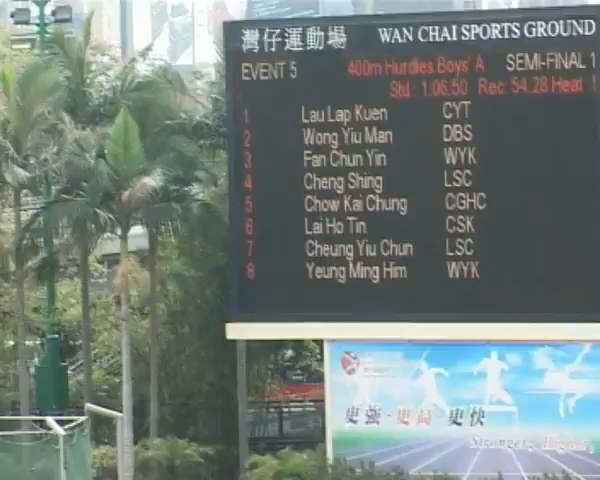 灣仔運動場 WAN CHAI SPORTS GROUND
EVENT 5 400m Hurdles Boys' A SEMI-FINAL 1
Std : 1:06.50 Rec: 54.28 Heat 1
1 Lau Lap Kuen CYT
2 Wong Yiu Man DBS
3 Fan Chun Yin WYK
4 Cheng Shing LSC
5 Chow Kai Chung CGHC
6 Lai Ho Tin CSK
7 Cheung Yiu Chun LSC
8 Yeung Ming Him WYK
更強·更高 更快
Stronger, Higher,